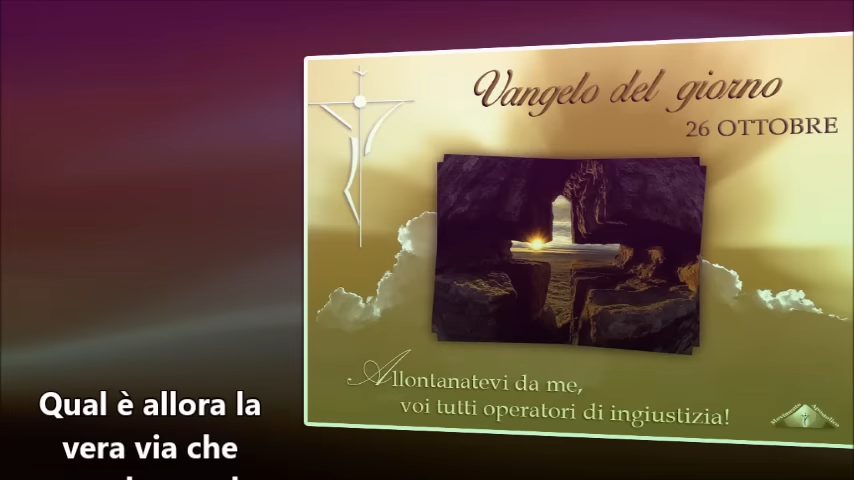 Vangelo del giorno
26 OTTOBRE
Allontanatevi da me,
voi tutti operatori di ingiustizia!
Qual è allora la
vera via che